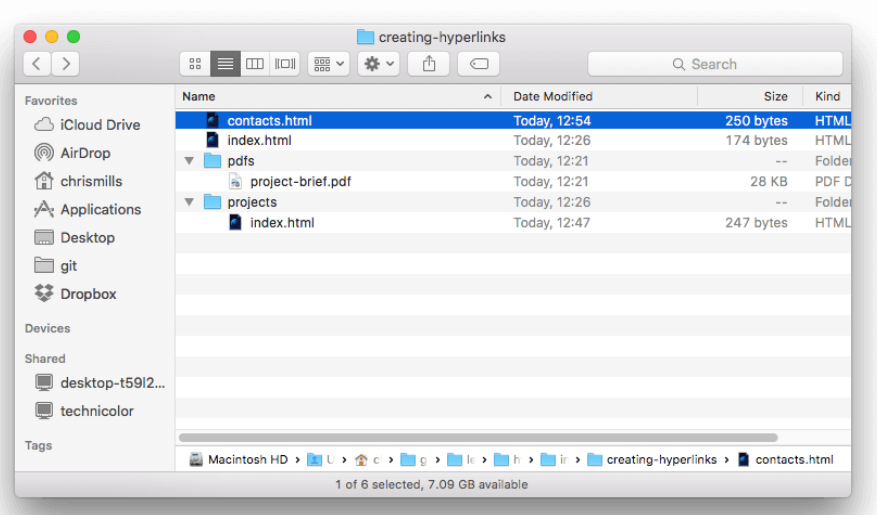 creating-hyperlinks
Search
Favorites
iCloud Drive
AirDrop
chrismills
Applications
Desktop
git
Dropbox
Devices
Shared
desktop-t59l2...
technicolor
Tags
Name Date Modified Size Kind
contacts.html Today, 12:54 250 bytes HTML
index.html Today, 12:26 174 bytes HTML
pdfs Today, 12:21 -- Folder
project-brief.pdf Today, 12:21 28 KB PDF D
projects Today, 12:26 -- Folder
index.html Today, 12:47 247 bytes HTML
Macintosh HD › U › c › g › le › h › in › creating-hyperlinks › contacts.html
1 of 6 selected, 7.09 GB available